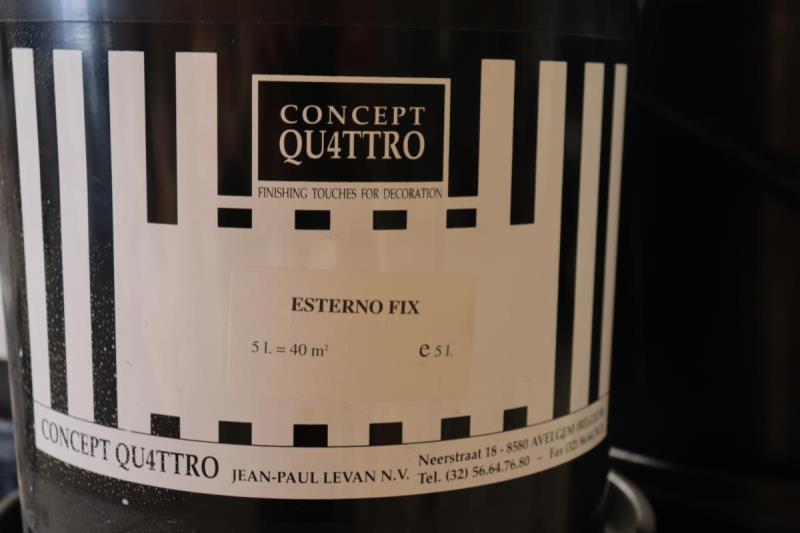 CONCEPT
QU4TTRO
FINISHING TOUCHES FOR DECORATION
ESTERNO FIX
5 l. = 40 m²
e 5 l.
CONCEPT QU4TTRO
JEAN-PAUL LEVAN N.V.
Neerstraat 18 - 8580 AVELGEM (BELGIUM)
Tel. (32) 56.64.76.80 - Fax (32)